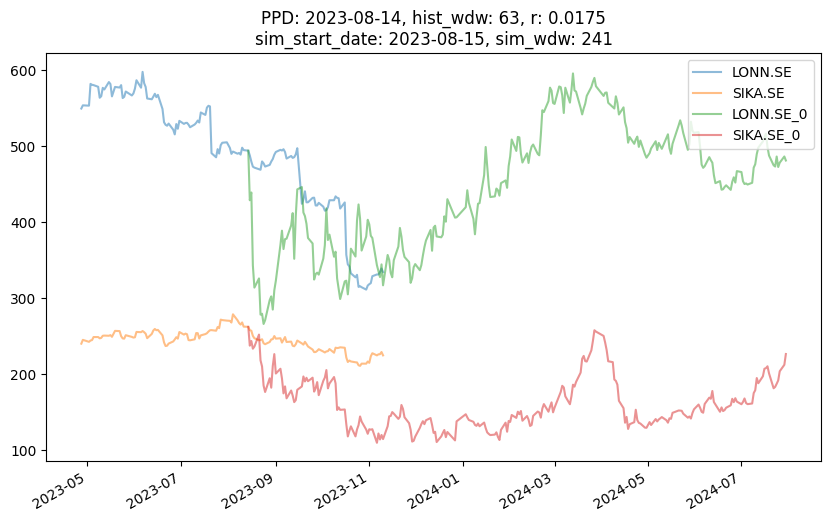 PPD: 2023-08-14, hist_wdw: 63, r: 0.0175
sim_start_date: 2023-08-15, sim_wdw: 241
LONN.SE
SIKA.SE
LONN.SE_0
SIKA.SE_0
600
500
400
300
200
100
2023-05
2023-07
2023-09
2023-11
2024-01
2024-03
2024-05
2024-07